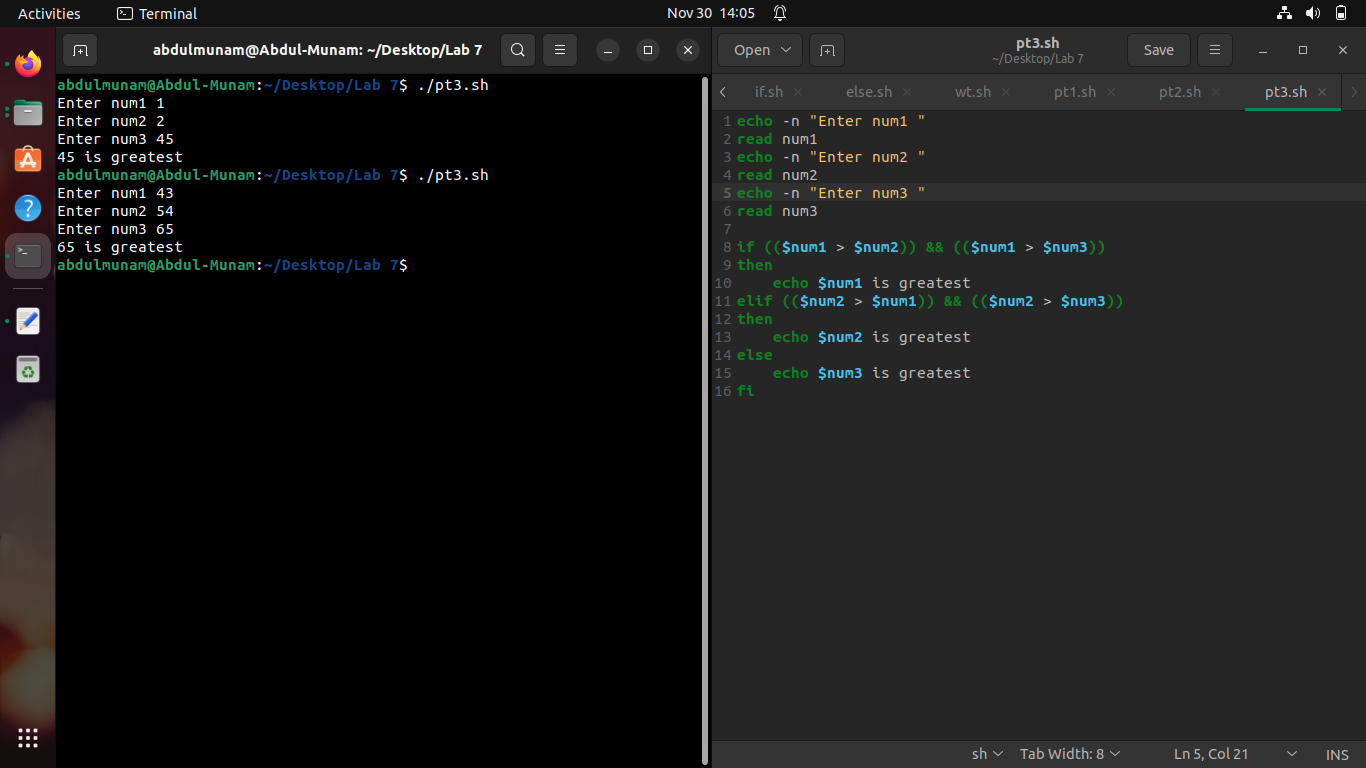 Activities
Terminal
Nov 30 14:05
abdulmunam@Abdul-Munam: ~/Desktop/Lab 7
abdulmunam@Abdul-Munam:~/Desktop/Lab 7$ ./pt3.sh
Enter num1 1
Enter num2 2
Enter num3 45
45 is greatest
abdulmunam@Abdul-Munam:~/Desktop/Lab 7$ ./pt3.sh
Enter num1 43
Enter num2 54
Enter num3 65
65 is greatest
abdulmunam@Abdul-Munam:~/Desktop/Lab 7$
Open
pt3.sh
~/Desktop/Lab 7
Save
if.sh
else.sh
wt.sh
pt1.sh
pt2.sh
pt3.sh
1 echo -n "Enter num1 "
2 read num1
3 echo -n "Enter num2 "
4 read num2
5 echo -n "Enter num3 "
6 read num3
7
8 if (($num1 > $num2)) && (($num1 > $num3))
9 then
10     echo $num1 is greatest
11 elif (($num2 > $num1)) && (($num2 > $num3))
12 then
13     echo $num2 is greatest
14 else
15     echo $num3 is greatest
16 fi
sh
Tab Width: 8
Ln 5, Col 21
INS